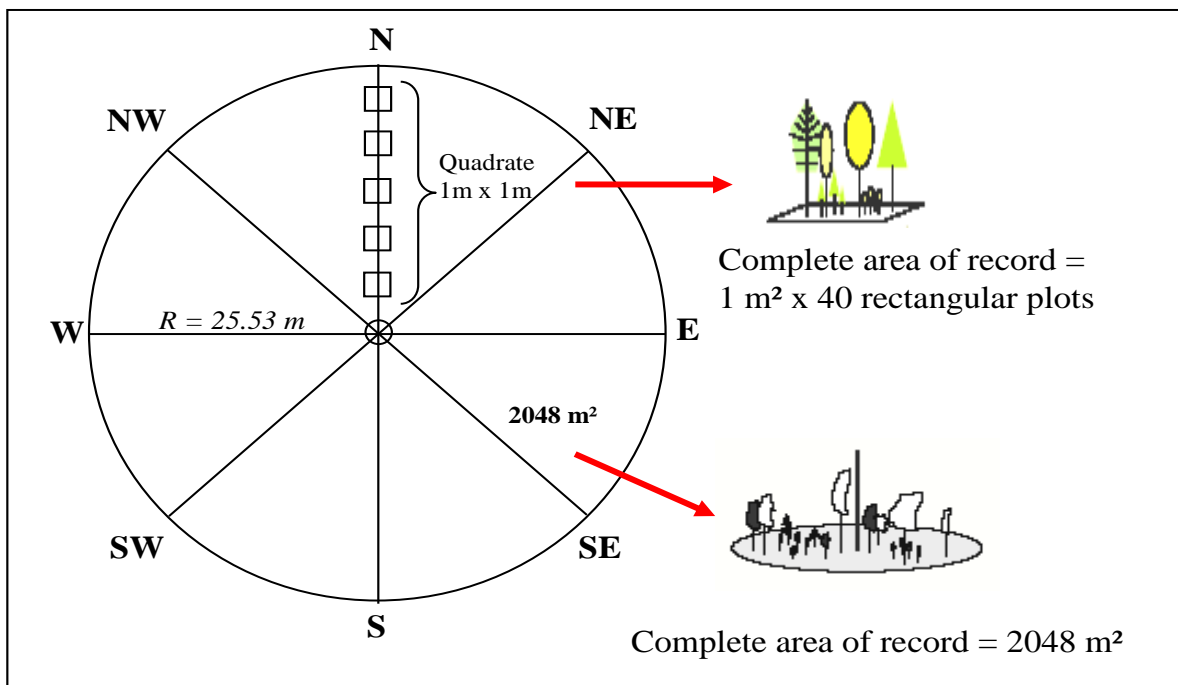 N
NW
NE
Quadrate
1m x 1m
Complete area of record =
1 m² x 40 rectangular plots
W
R = 25.53 m
E
2048 m²
SW
SE
S
Complete area of record = 2048 m²